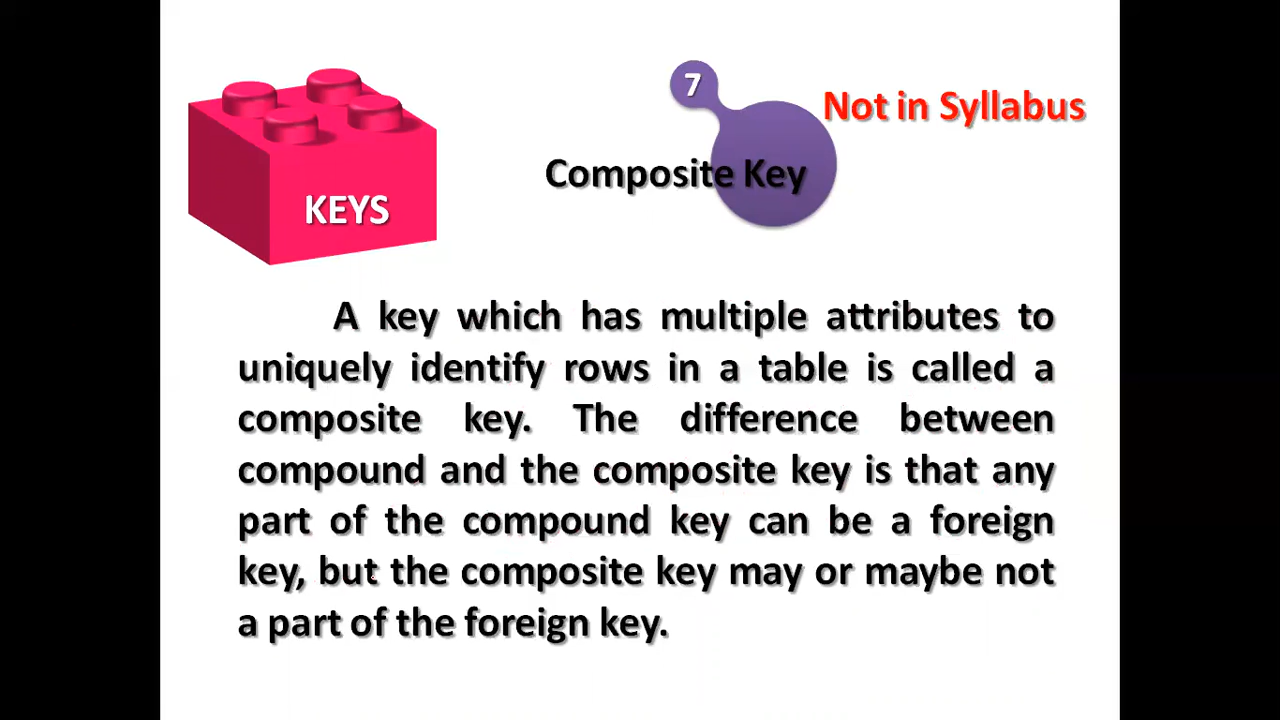 7
Not in Syllabus
Composite Key
KEYS
A key which has multiple attributes to
uniquely identify rows in a table is called a
composite key. The difference between
compound and the composite key is that any
part of the compound key can be a foreign
key, but the composite key may or maybe not
a part of the foreign key.